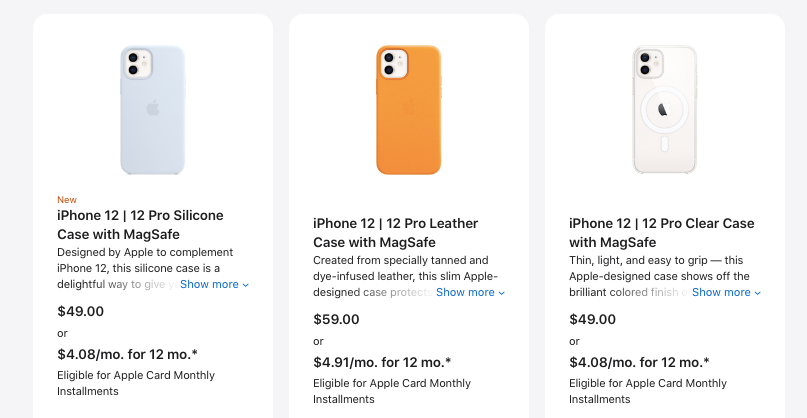 New
iPhone 12 | 12 Pro Silicone
Case with MagSafe
Designed by Apple to complement
iPhone 12, this silicone case is a
delightful way to give Show more
$49.00
or
$4.08/mo. for 12 mo.*
Eligible for Apple Card Monthly
Installments
iPhone 12 | 12 Pro Leather
Case with MagSafe
Created from specially tanned and
dye-infused leather, this slim Apple-
designed case protects Show more
$59.00
or
$4.91/mo. for 12 mo.*
Eligible for Apple Card Monthly
Installments
iPhone 12 | 12 Pro Clear Case
with MagSafe
Thin, light, and easy to grip — this
Apple-designed case shows off the
brilliant colored finish Show more
$49.00
or
$4.08/mo. for 12 mo.*
Eligible for Apple Card Monthly
Installments